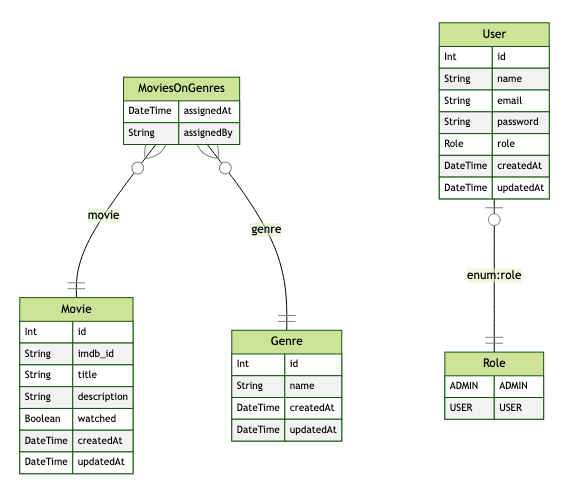 MoviesOnGenres
DateTime assignedAt
String assignedBy
movie
genre
Movie
Int id
String imdb_id
String title
String description
Boolean watched
DateTime createdAt
DateTime updatedAt
Genre
Int id
String name
DateTime createdAt
DateTime updatedAt
User
Int id
String name
String email
String password
Role role
DateTime createdAt
DateTime updatedAt
enum:role
Role
ADMIN ADMIN
USER USER